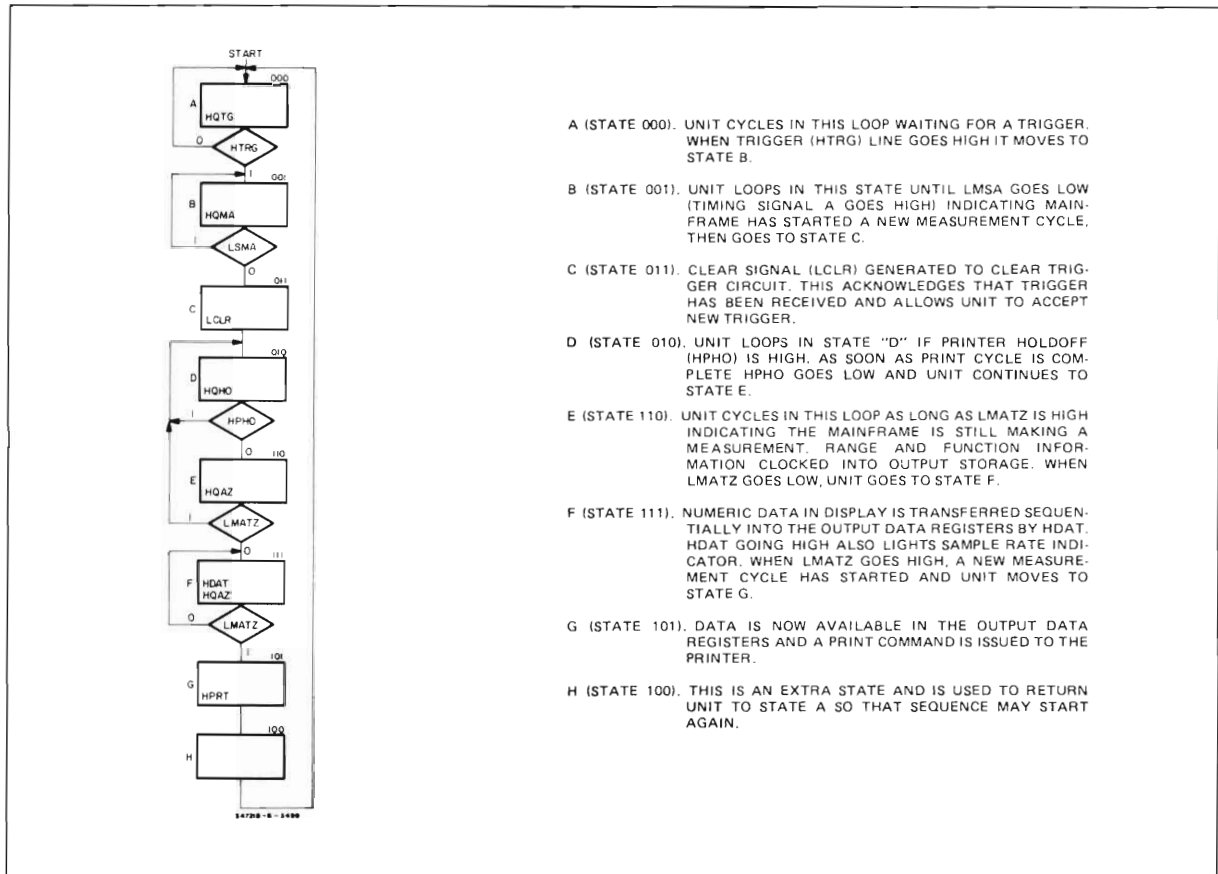 START
000
A
HQTG
0
HTRG
1
001
B
HQMA
1
LSMA
0
011
C
LCLR
010
D
HQHO
1
HPHO
0
110
E
HQAZ
1
LMATZ
0
111
F
HDAT
HQAZ
0
LMATZ
1
101
G
HPRT
100
H
A (STATE 000). UNIT CYCLES IN THIS LOOP WAITING FOR A TRIGGER.
WHEN TRIGGER (HTRG) LINE GOES HIGH IT MOVES TO
STATE B.
B (STATE 001). UNIT LOOPS IN THIS STATE UNTIL LMSA GOES LOW
(TIMING SIGNAL A GOES HIGH) INDICATING MAIN-
FRAME HAS STARTED A NEW MEASUREMENT CYCLE,
THEN GOES TO STATE C.
C (STATE 011). CLEAR SIGNAL (LCLR) GENERATED TO CLEAR TRIG-
GER CIRCUIT. THIS ACKNOWLEDGES THAT TRIGGER
HAS BEEN RECEIVED AND ALLOWS UNIT TO ACCEPT
NEW TRIGGER.
D (STATE 010). UNIT LOOPS IN STATE "D" IF PRINTER HOLDOFF
(HPHO) IS HIGH. AS SOON AS PRINT CYCLE IS COM-
PLETE HPHO GOES LOW AND UNIT CONTINUES TO
STATE E.
E (STATE 110). UNIT CYCLES IN THIS LOOP AS LONG AS LMATZ IS HIGH
INDICATING THE MAINFRAME IS STILL MAKING A
MEASUREMENT. RANGE AND FUNCTION INFOR-
MATION CLOCKED INTO OUTPUT STORAGE. WHEN
LMATZ GOES LOW, UNIT GOES TO STATE F.
F (STATE 111). NUMERIC DATA IN DISPLAY IS TRANSFERRED SEQUEN-
TIALLY INTO THE OUTPUT DATA REGISTERS BY HDAT.
HDAT GOING HIGH ALSO LIGHTS SAMPLE RATE INDI-
CATOR. WHEN LMATZ GOES HIGH, A NEW MEASURE-
MENT CYCLE HAS STARTED AND UNIT MOVES TO
STATE G.
G (STATE 101). DATA IS NOW AVAILABLE IN THE OUTPUT DATA
REGISTERS AND A PRINT COMMAND IS ISSUED TO THE
PRINTER.
H (STATE 100). THIS IS AN EXTRA STATE AND IS USED TO RETURN
UNIT TO STATE A SO THAT SEQUENCE MAY START
AGAIN.